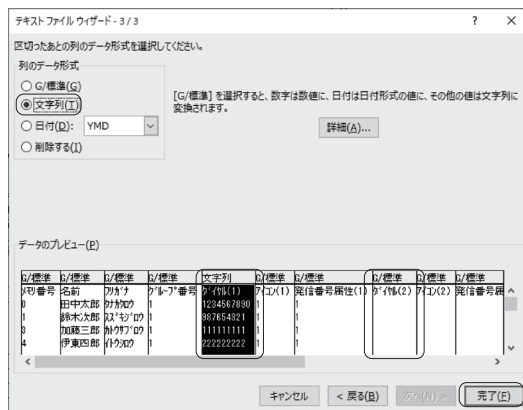 テキスト ファイル ウィザード - 3 / 3
? ×
区切ったあとの列のデータ形式を選択してください。
列のデータ形式
G/標準(G)
文字列(T)
日付(D): YMD
削除する(I)
[G/標準] を選択すると、数字は数値に、日付は日付形式の値に、その他の値は文字列に
変換されます。
詳細(A)...
データのプレビュー(P)
G/標準 G/標準 G/標準 G/標準 文字列 G/標準 G/標準 G/標準 G/標準 G/標準
ﾒﾓﾘ番号 名前 ﾌﾘｶﾞﾅ ｸﾞﾙｰﾌﾟ番号 ﾀﾞｲﾔﾙ(1) ｱｲｺﾝ(1) 発信番号属性(1) ﾀﾞｲﾔﾙ(2) ｱｲｺﾝ(2) 発信番号属
0 田中太郎 ﾀﾅｶﾀﾛｳ 1 1234567890 1 1
1 鈴木次郎 ｽｽﾞｷｼﾞﾛｳ 1 987654321 1 1
3 加藤三郎 ｶﾄｳｻﾌﾞﾛｳ 1 111111111 1 1
4 伊東四郎 ｲﾄｳｼﾛｳ 1 222222222 1 1
キャンセル < 戻る(B) 次へ(N) > 完了(F)